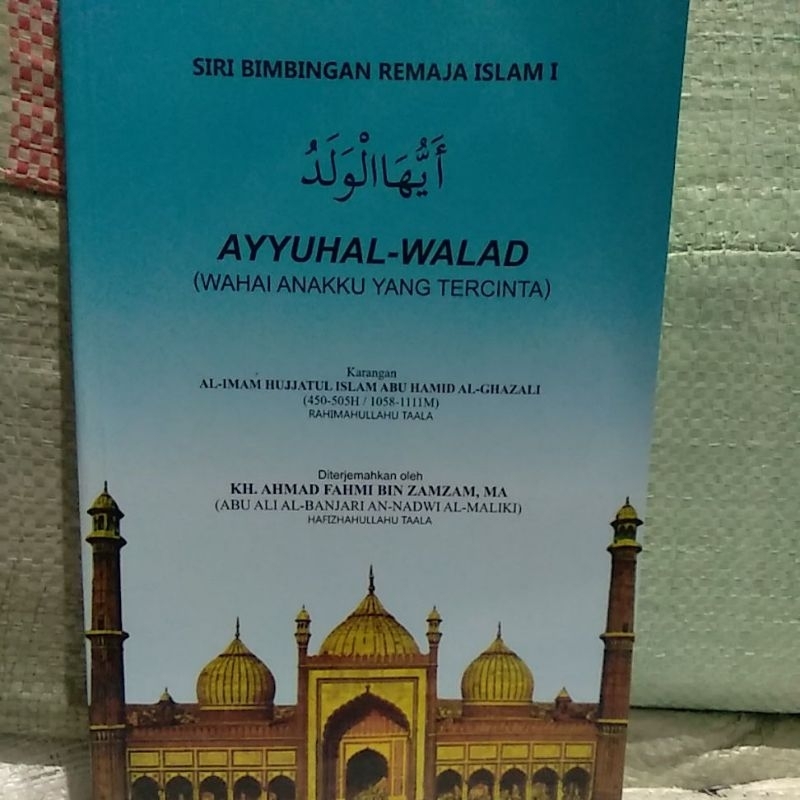 SIRI BIMBINGAN REMAJA ISLAM I
أَيُّهَاالْوَلَدُ
AYYUHAL-WALAD
(WAHAI ANAKKU YANG TERCINTA)
Karangan
AL-IMAM HUJJATUL ISLAM ABU HAMID AL-GHAZALI
(450-505H / 1058-1111M)
RAHIMAHULLAHU TAALA
Diterjemahkan oleh
KH. AHMAD FAHMI BIN ZAMZAM, MA
(ABU ALI AL-BANJARI AN-NADWI AL-MALIKI)
HAFIZHAHULLAHU TAALA